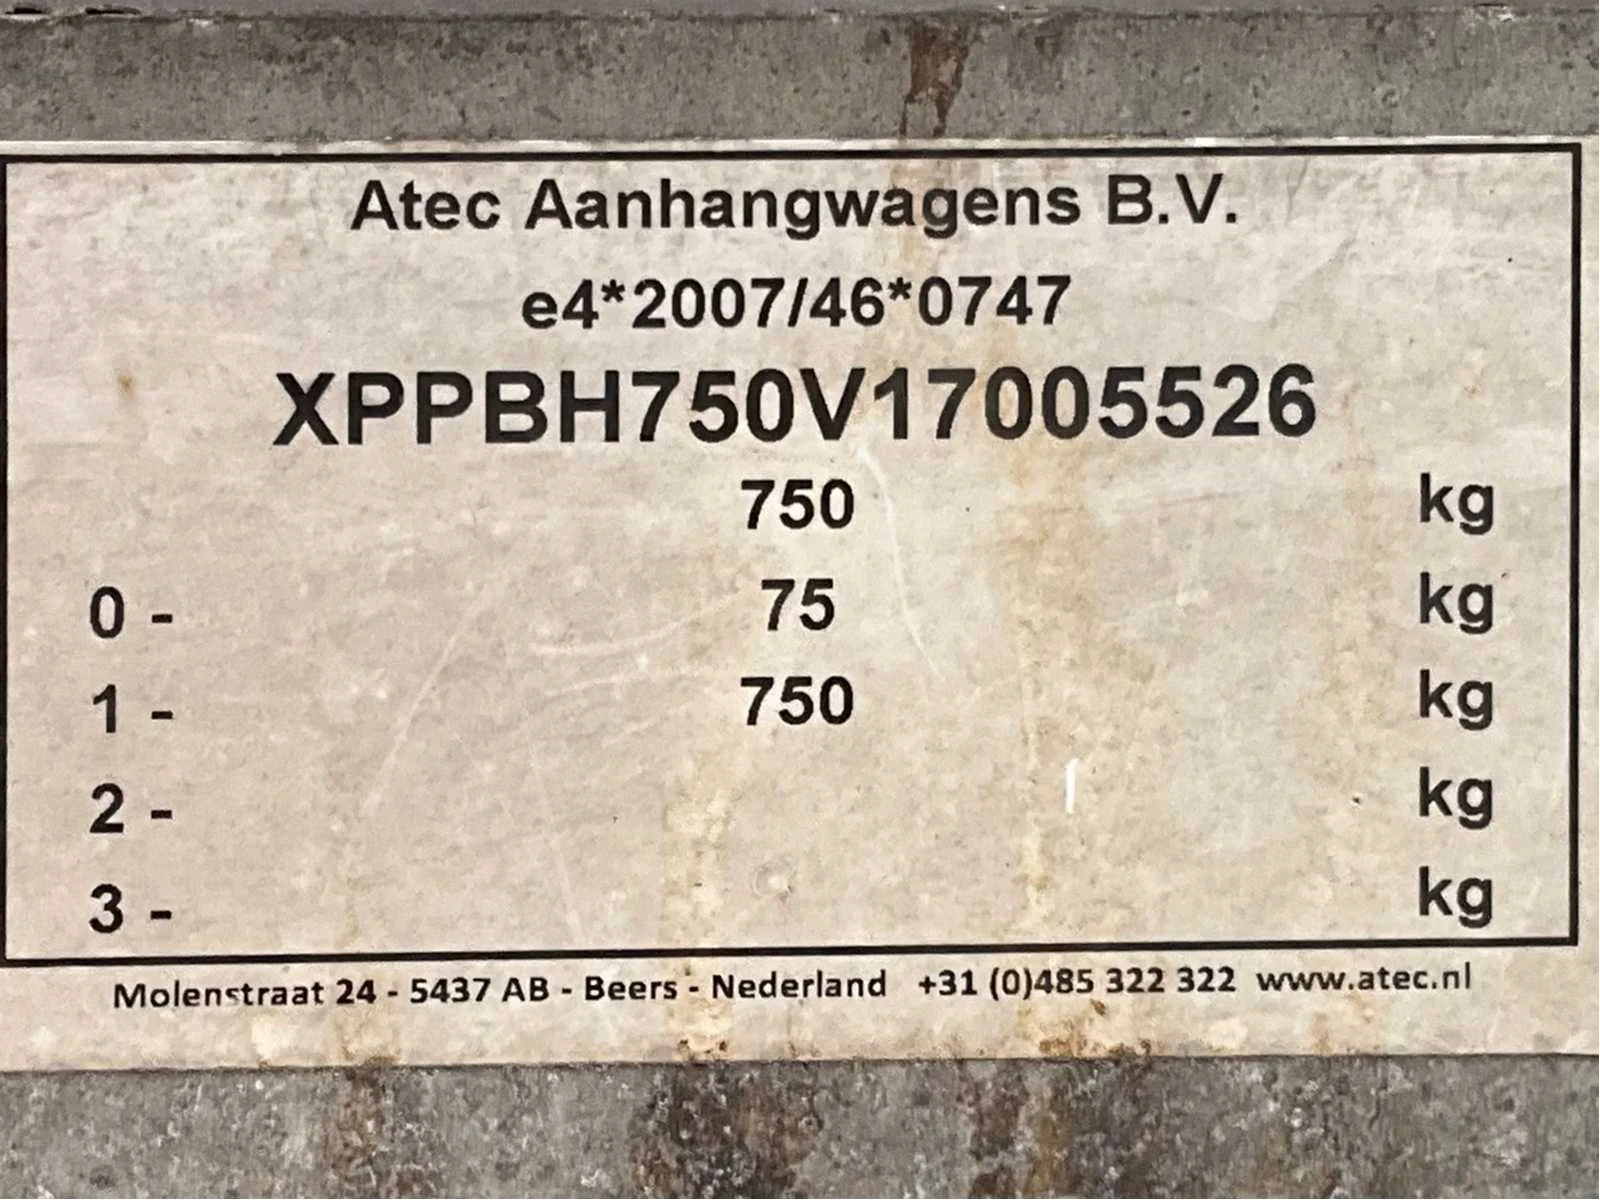 Atec Aanhangwagens B.V.
e4*2007/46*0747
XPPBH750V17005526
750 kg
0 - 75 kg
1 - 750 kg
2 - kg
3 - kg
Molenstraat 24 - 5437 AB - Beers - Nederland +31 (0)485 322 322 www.atec.nl